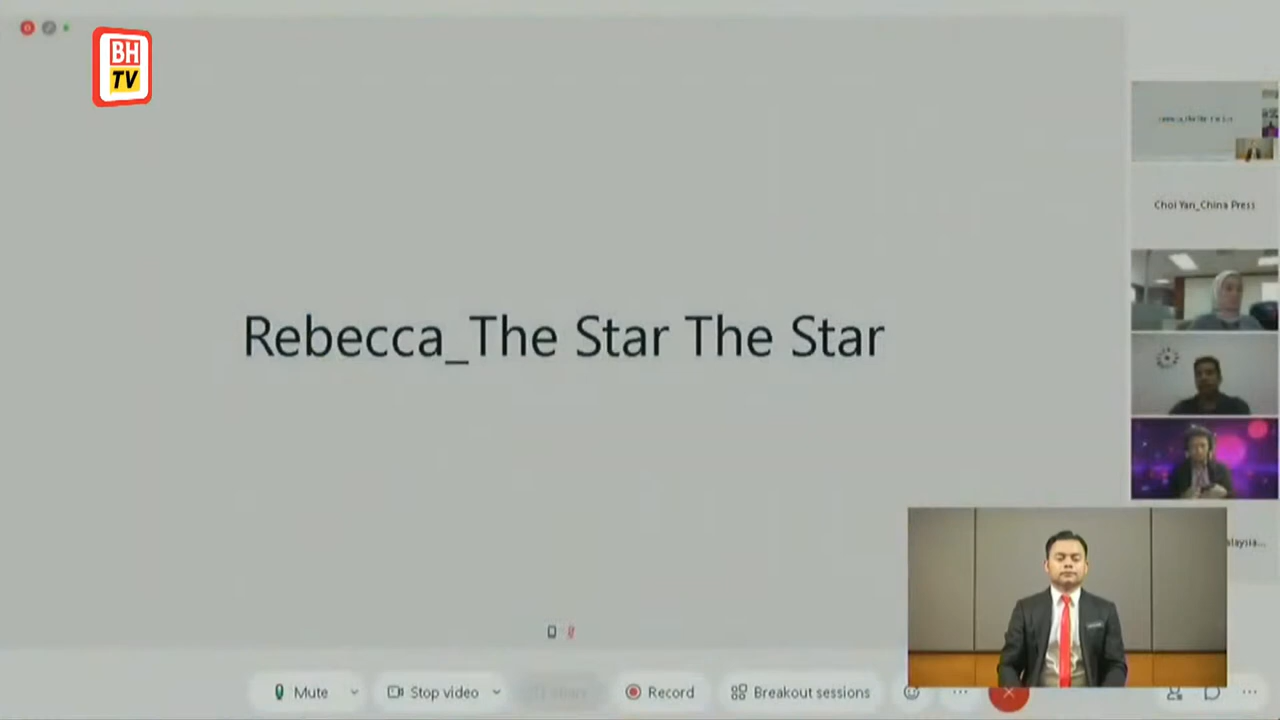 BH
TV
Choi Yan_China Press
Rebecca_The Star The Star
Mute
Stop video
Record
Breakout sessions